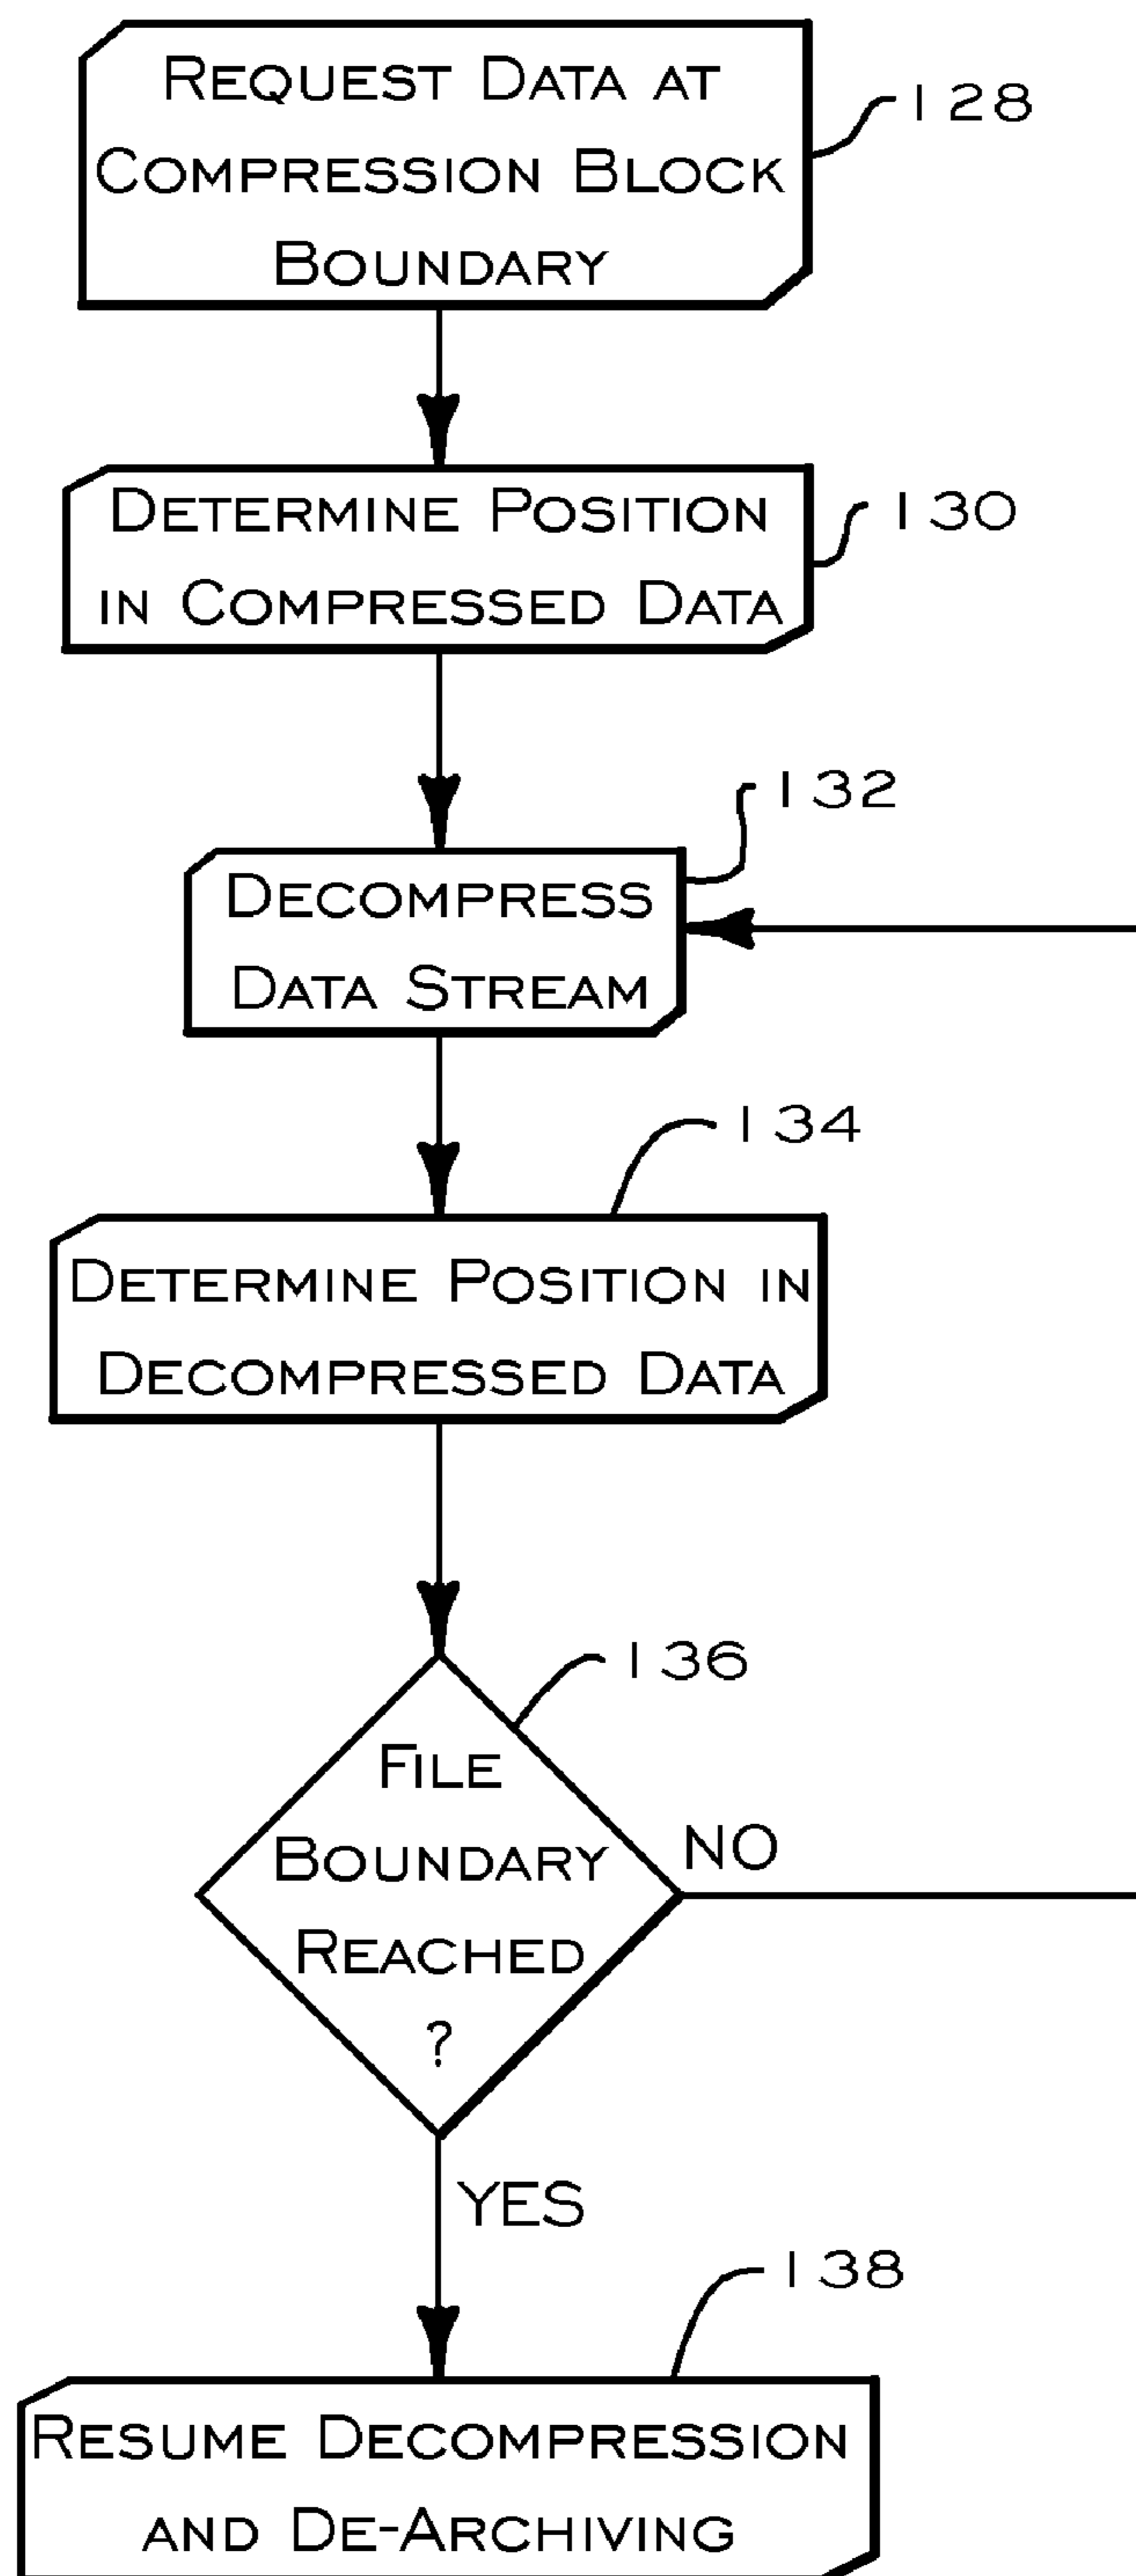 REQUEST DATA AT
COMPRESSION BLOCK
BOUNDARY
128
DETERMINE POSITION
IN COMPRESSED DATA
130
132
DECOMPRESS
DATA STREAM
134
DETERMINE POSITION IN
DECOMPRESSED DATA
136
FILE
BOUNDARY
REACHED
?
NO
YES
138
RESUME DECOMPRESSION
AND DE-ARCHIVING